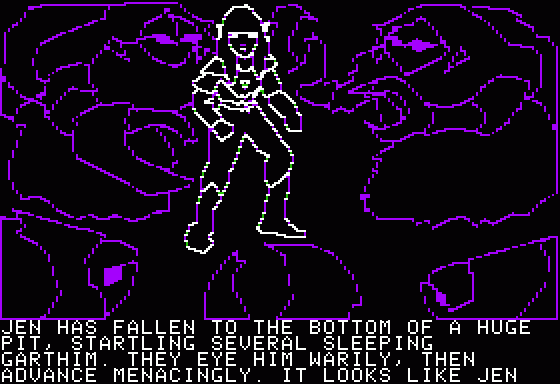 JEN HAS FALLEN TO THE BOTTOM OF A HUGE
PIT, STARTLING SEVERAL SLEEPING
GARTHIM. THEY EYE HIM WARILY, THEN
ADVANCE MENACINGLY. IT LOOKS LIKE JEN